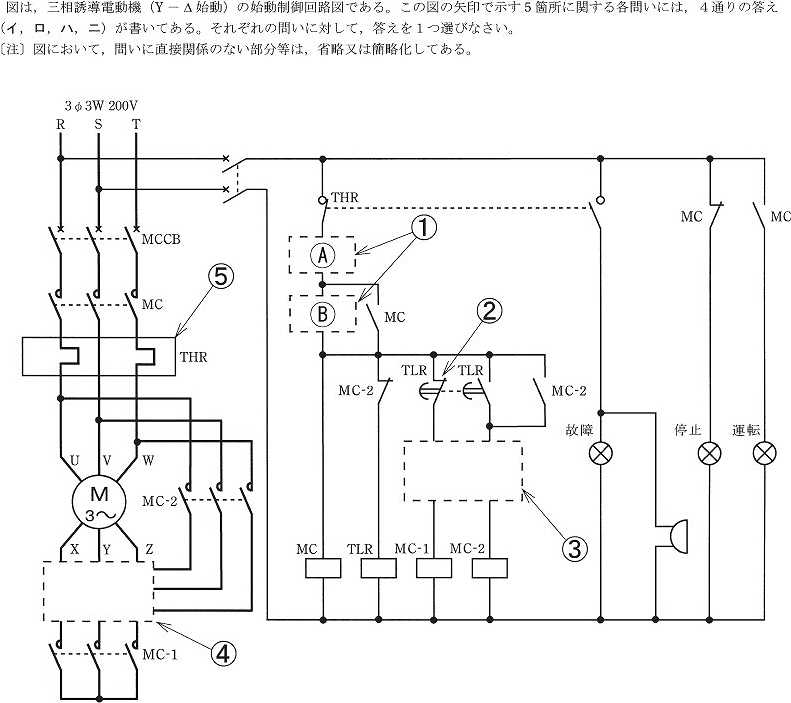 図は，三相誘導電動機（Y－Δ始動）の始動制御回路図である。この図の矢印で示す5箇所に関する各問いには，4通りの答え
（イ，ロ，ハ，ニ）が書いてある。それぞれの問いに対して，答えを1つ選びなさい。
〔注〕図において，問いに直接関係のない部分等は，省略又は簡略化してある。
3φ3W 200V
R S T
THR
MC MC
MCCB
①
A
⑤
MC
B
MC
②
THR
TLR TLR
MC-2 MC-2
故障 停止 運転
U V W
M
3～
MC-2
③
X Y Z
MC TLR MC-1 MC-2
④
MC-1